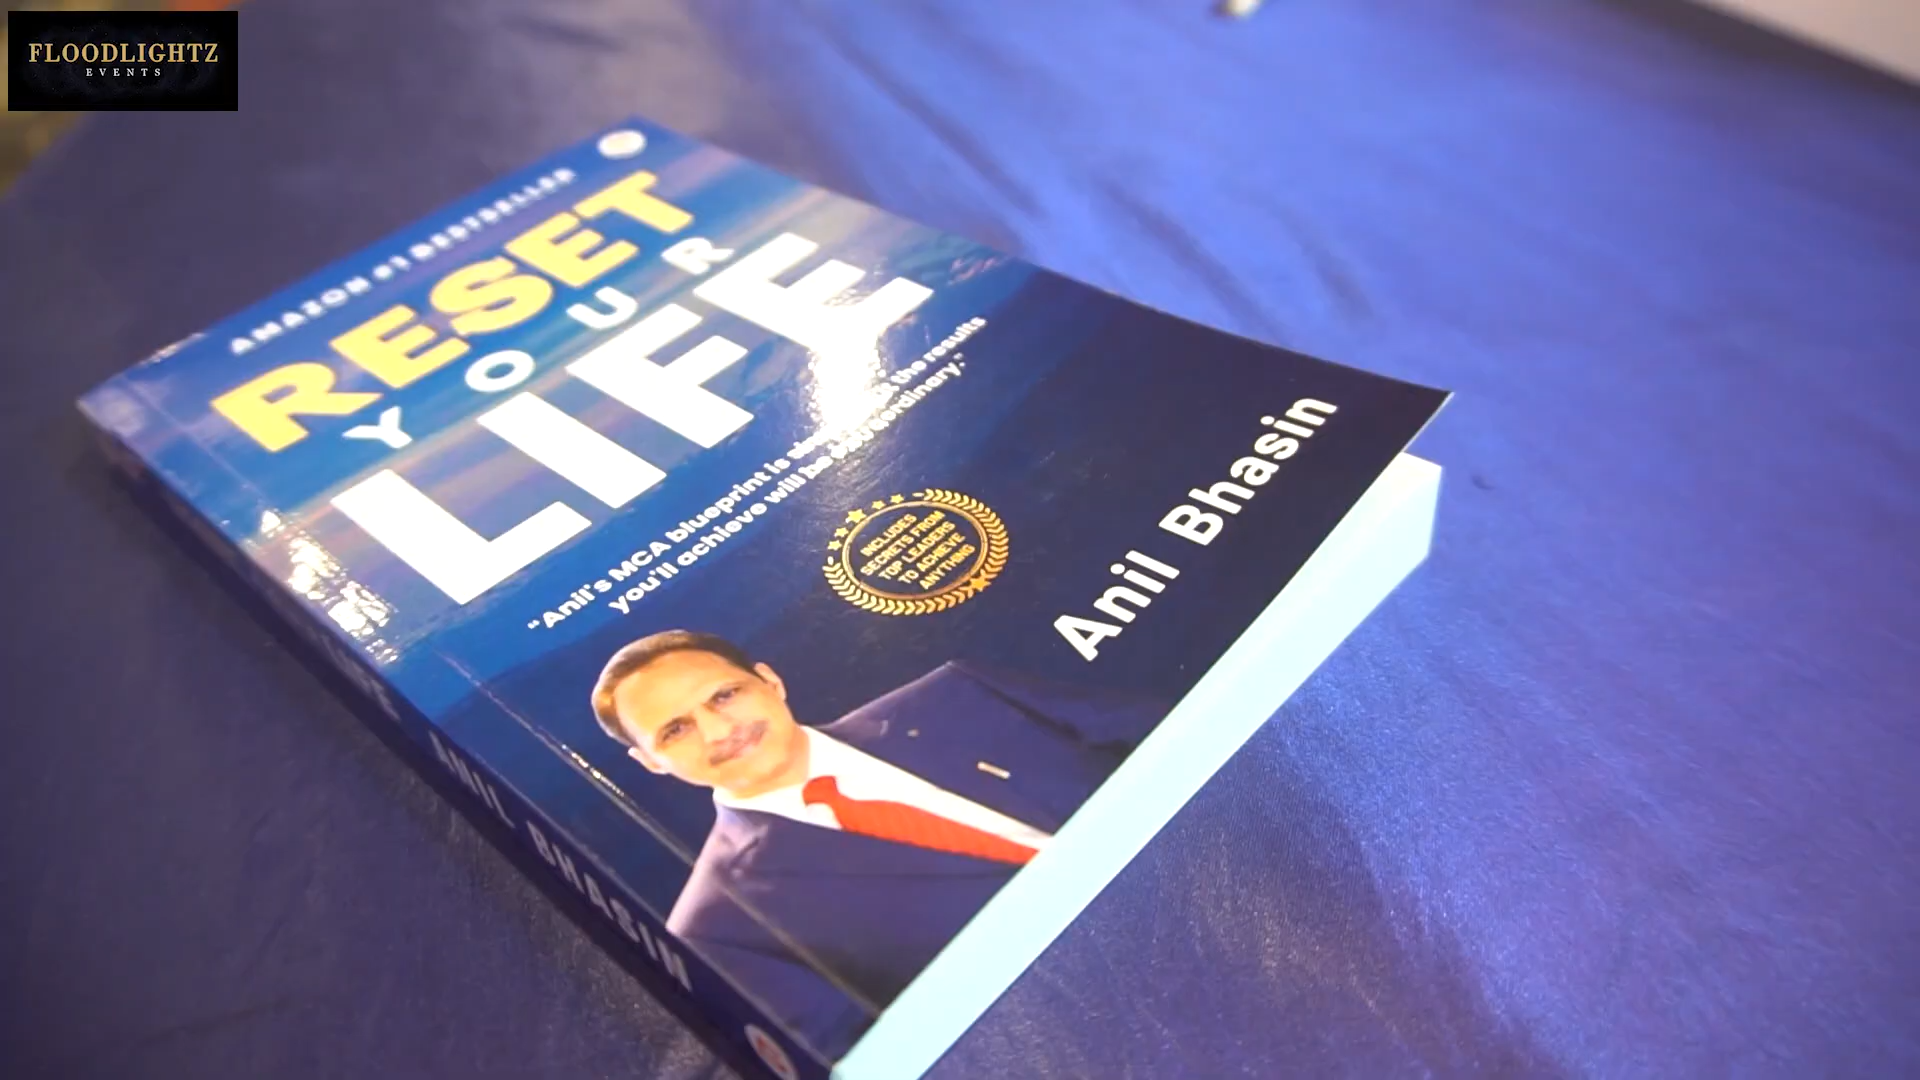 FLOODLIGHTZ
EVENTS
AMAZON #1 BESTSELLER
RESET
YOUR
LIFE
"Anil's MCA blueprint is the results
you'll achieve will be
INCLUDES
SECRETS FROM
TOP LEADERS
TO ACHIEVE
ANYTHING
Anil Bhasin
ANIL BHASIN